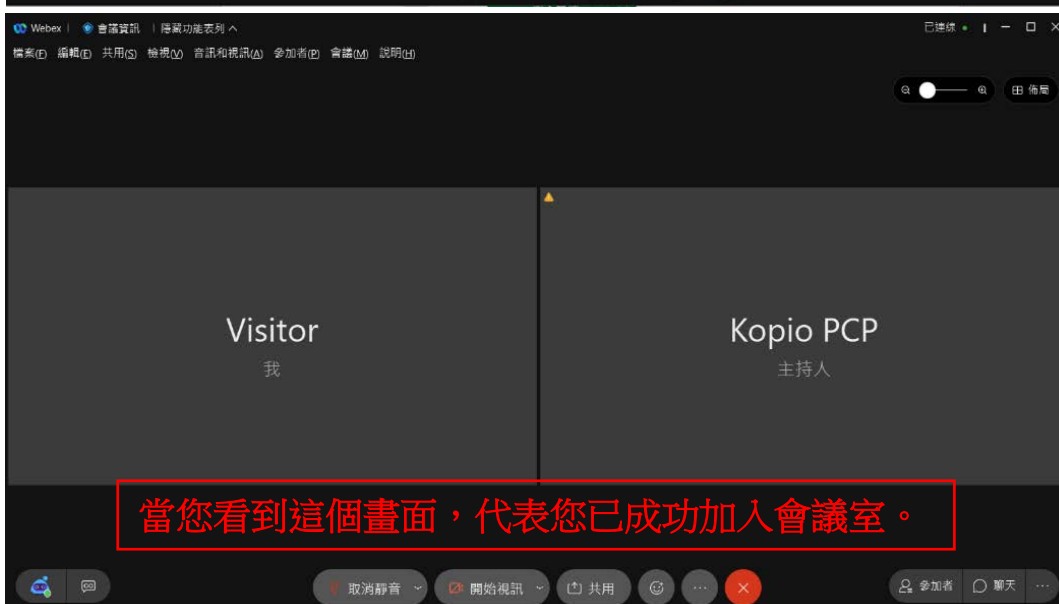 Webex | 會議資訊 | 隱藏功能表列 已連線
檔案(F) 編輯(E) 共用(S) 檢視(V) 音訊和視訊(A) 參加者(P) 會議(M) 說明(H)
佈局
Visitor
我
Kopio PCP
主持人
當您看到這個畫面，代表您已成功加入會議室。
取消靜音 開始視訊 共用 參加者 聊天